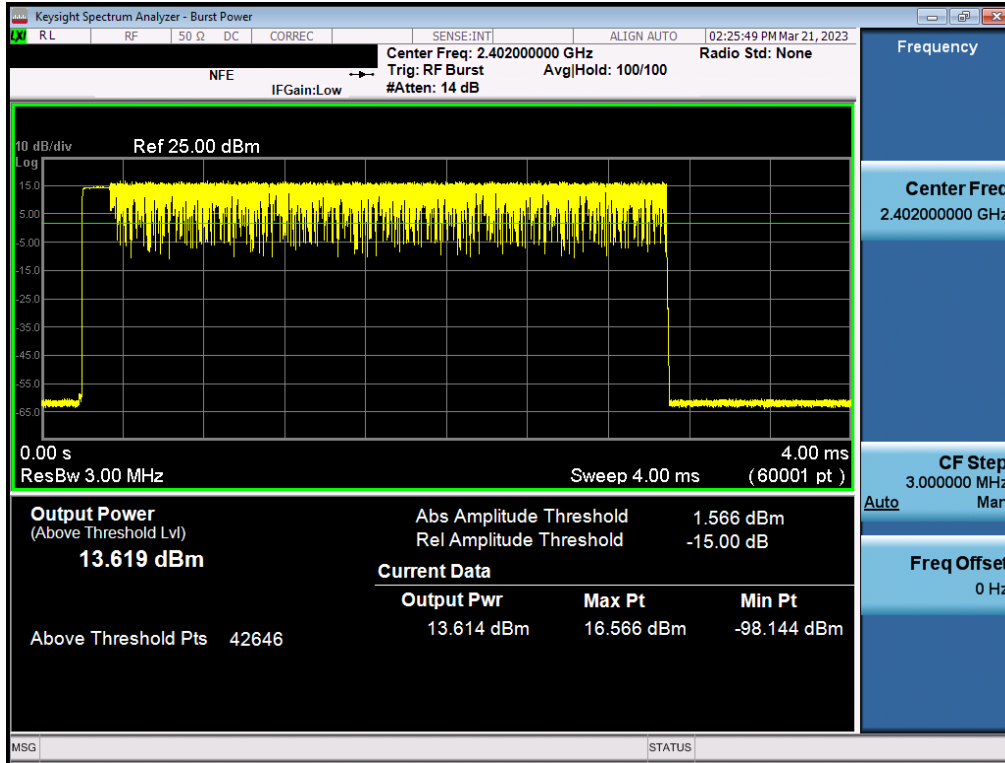 Keysight Spectrum Analyzer - Burst Power
LXI RL RF 50 Ω DC CORREC SENSE:INT ALIGN AUTO 02:25:49 PM Mar 21, 2023
Center Freq: 2.402000000 GHz Radio Std: None
NFE Trig: RF Burst Avg|Hold: 100/100
IFGain:Low #Atten: 14 dB
10 dB/div Ref 25.00 dBm
Log
15.0
5.00
-5.00
-15.0
-25.0
-35.0
-45.0
-55.0
-65.0
0.00 s 4.00 ms
ResBw 3.00 MHz Sweep 4.00 ms (60001 pt )
Output Power
(Above Threshold Lvl)
13.619 dBm
Above Threshold Pts 42646
Abs Amplitude Threshold 1.566 dBm
Rel Amplitude Threshold -15.00 dB
Current Data
Output Pwr Max Pt Min Pt
13.614 dBm 16.566 dBm -98.144 dBm
Frequency
Center Freq
2.402000000 GHz
CF Step
3.000000 MHz
Auto Man
Freq Offset
0 Hz
MSG STATUS